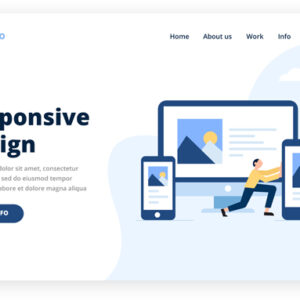 o
Home About us Work Info
ponsive
ign
dolor sit amet, consectetur
sed do eiusmod tempor
abore et dolore magna aliqua
FO